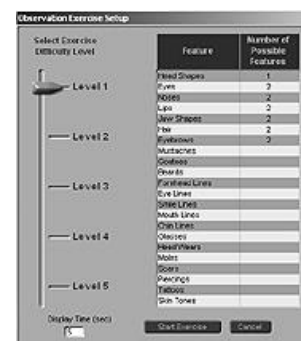 Observation Exercise Setup
Select Exercise
Difficulty Level
Level 1
Level 2
Level 3
Level 4
Level 5
Display Time (sec)
5
Feature Number of Possible Features
Head Shapes 1
Eyes 2
Noses 2
Lips 2
Jaw Shapes 2
Hair 2
Eyebrows 2
Mustaches
Goatees
Beards
Forehead Lines
Eye Lines
Smile Lines
Mouth Lines
Chin Lines
Glasses
HeadWears
Moles
Scars
Piercings
Tattoos
Skin Tones
Start Exercise Cancel